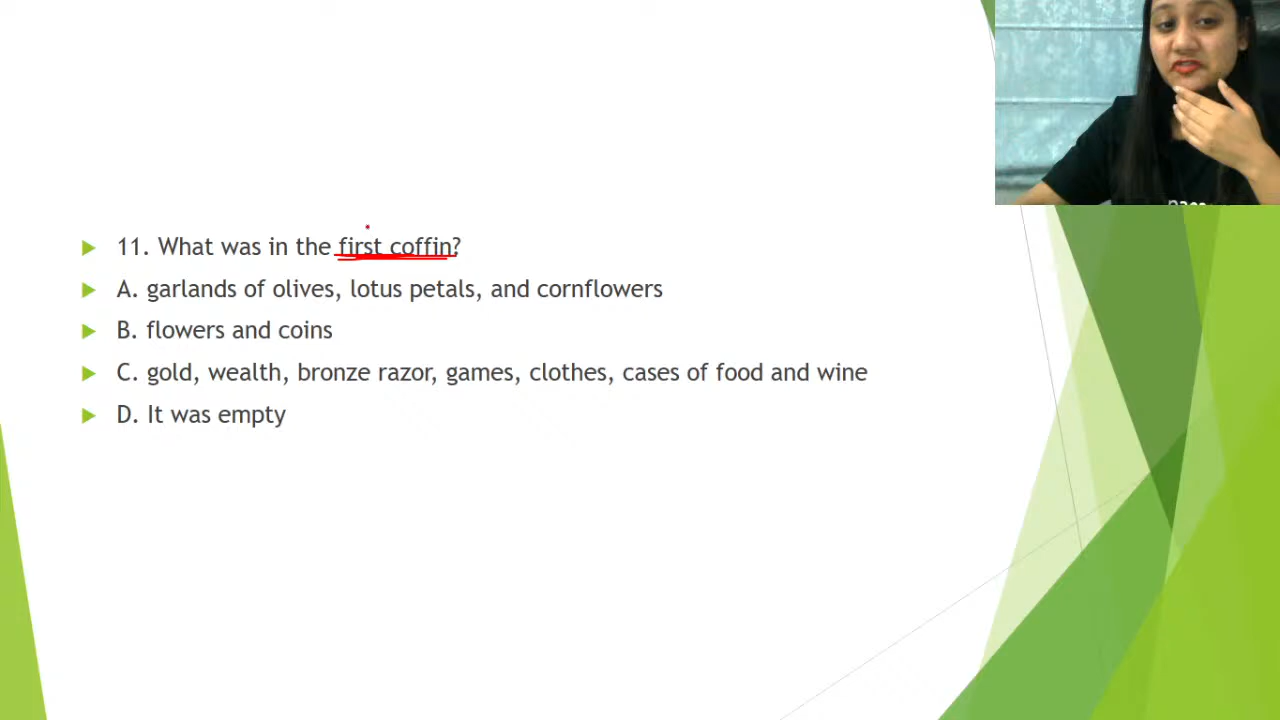 11. What was in the first coffin?
A. garlands of olives, lotus petals, and cornflowers
B. flowers and coins
C. gold, wealth, bronze razor, games, clothes, cases of food and wine
D. It was empty